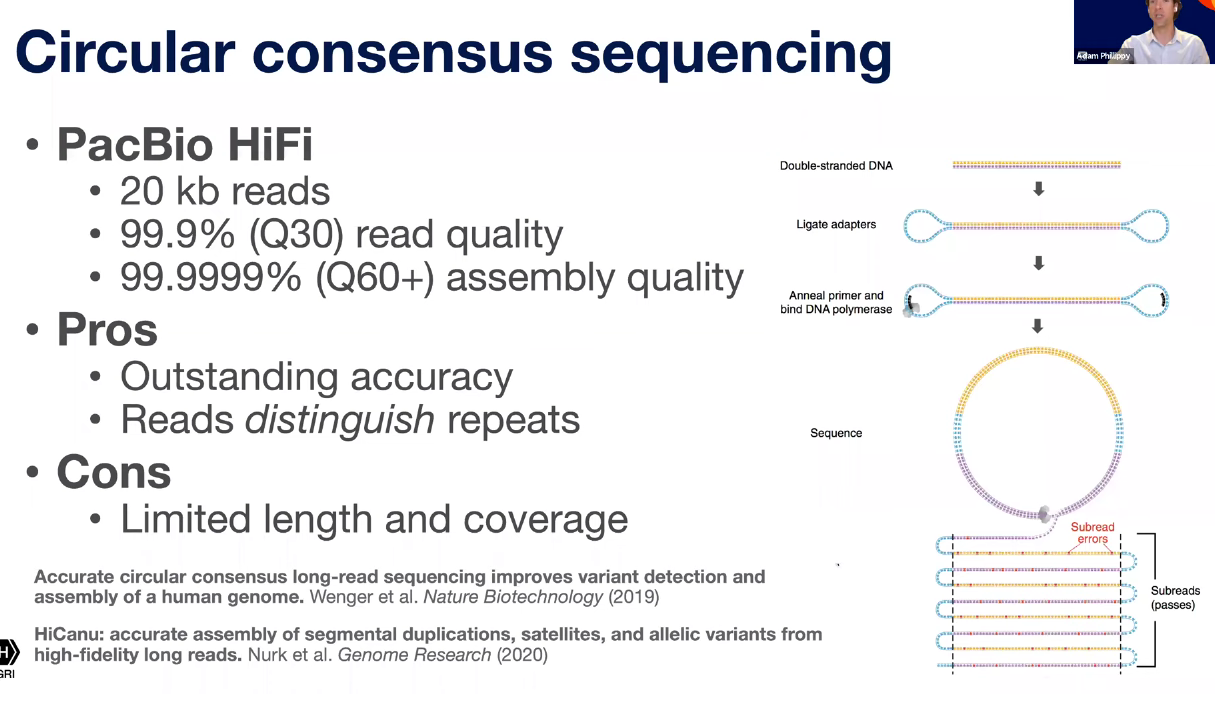 Circular consensus sequencing
Adam Phillippy
• PacBio HiFi
• 20 kb reads
• 99.9% (Q30) read quality
• 99.9999% (Q60+) assembly quality
• Pros
• Outstanding accuracy
• Reads distinguish repeats
• Cons
• Limited length and coverage
Accurate circular consensus long-read sequencing improves variant detection and
assembly of a human genome. Wenger et al. Nature Biotechnology (2019)
HiCanu: accurate assembly of segmental duplications, satellites, and allelic variants from
high-fidelity long reads. Nurk et al. Genome Research (2020)
H
GRI
Double-stranded DNA
Ligate adapters
Anneal primer and
bind DNA polymerase
Sequence
Subread
errors
Subreads
(passes)